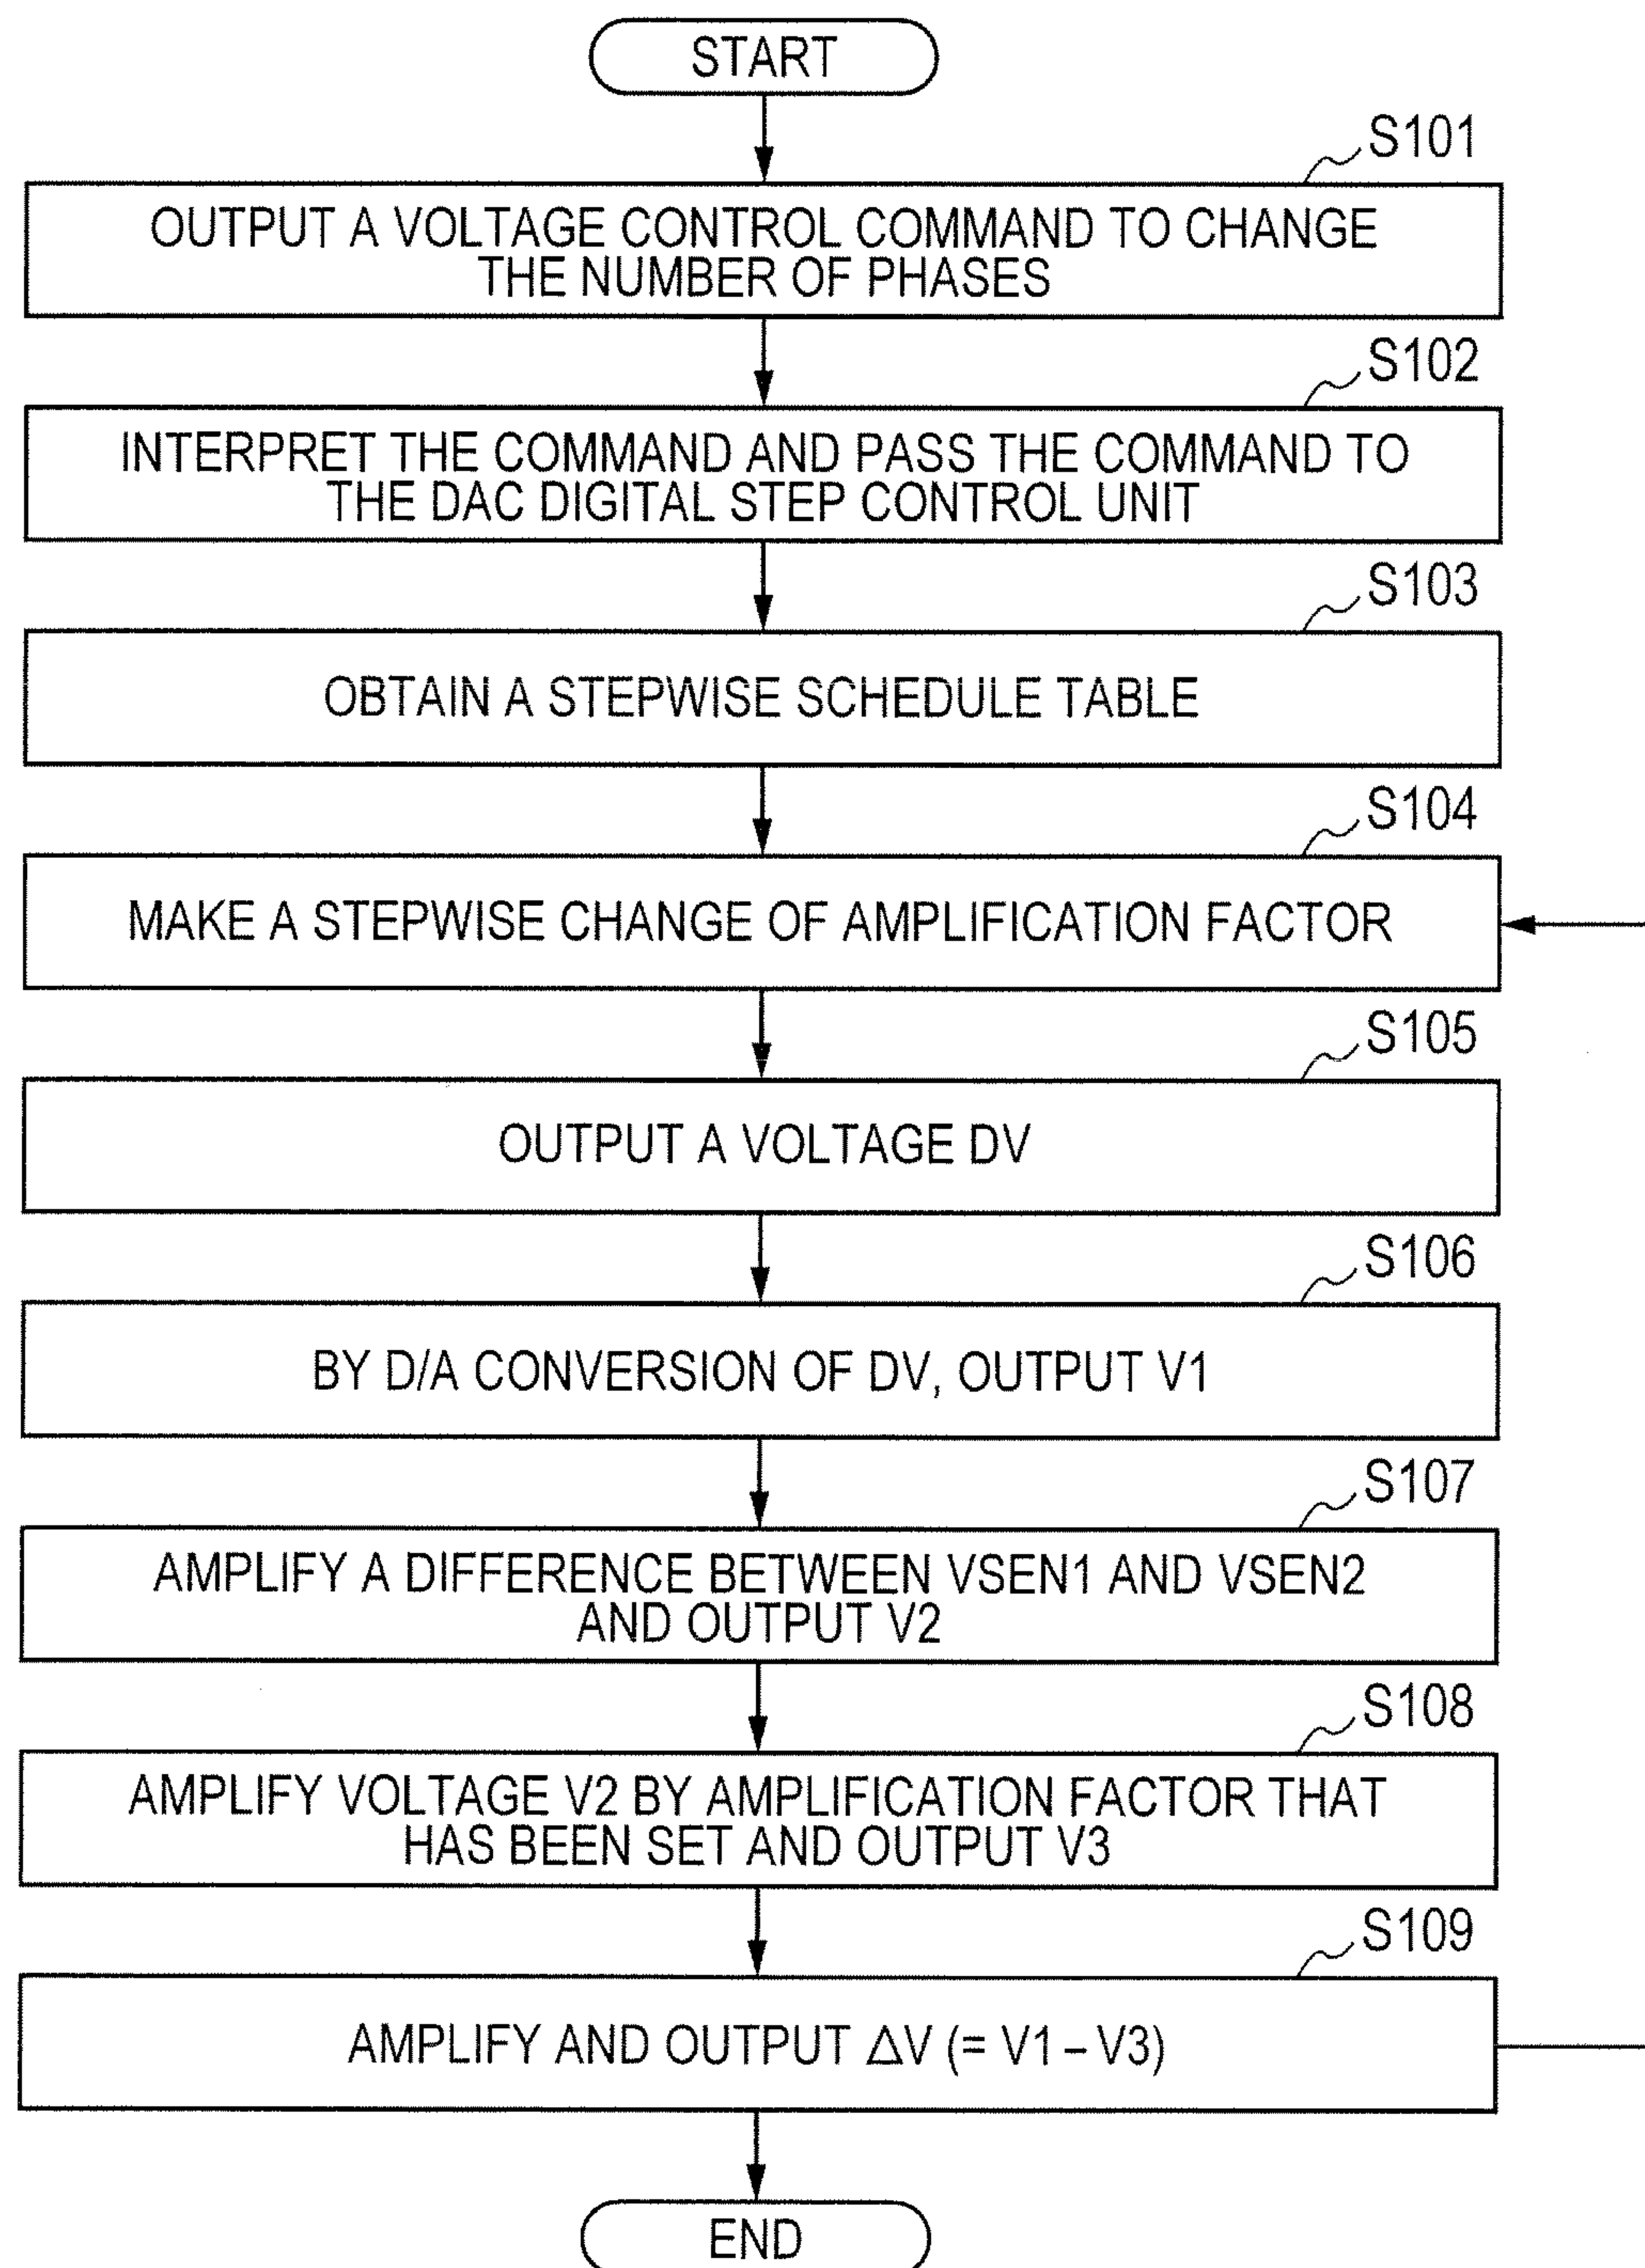 START
S101
OUTPUT A VOLTAGE CONTROL COMMAND TO CHANGE
THE NUMBER OF PHASES
S102
INTERPRET THE COMMAND AND PASS THE COMMAND TO
THE DAC DIGITAL STEP CONTROL UNIT
S103
OBTAIN A STEPWISE SCHEDULE TABLE
S104
MAKE A STEPWISE CHANGE OF AMPLIFICATION FACTOR
S105
OUTPUT A VOLTAGE DV
S106
BY D/A CONVERSION OF DV, OUTPUT V1
S107
AMPLIFY A DIFFERENCE BETWEEN VSEN1 AND VSEN2
AND OUTPUT V2
S108
AMPLIFY VOLTAGE V2 BY AMPLIFICATION FACTOR THAT
HAS BEEN SET AND OUTPUT V3
S109
AMPLIFY AND OUTPUT ΔV (= V1 – V3)
END